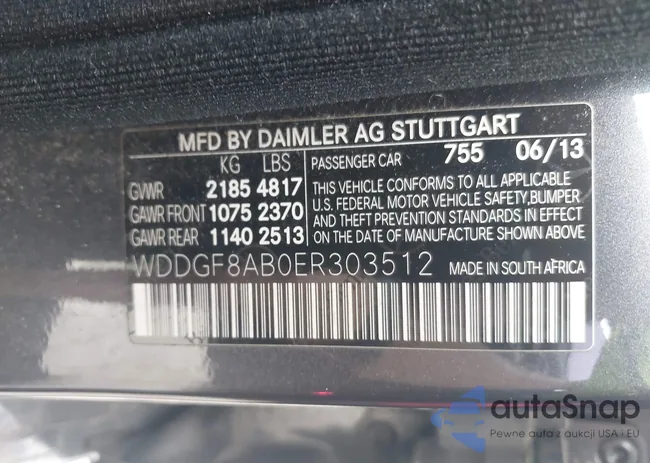 MFD BY DAIMLER AG STUTTGART
KG LBS
PASSENGER CAR 755 06/13
GVWR 2185 4817
GAWR FRONT 1075 2370
GAWR REAR 1140 2513
THIS VEHICLE CONFORMS TO ALL APPLICABLE
U.S. FEDERAL MOTOR VEHICLE SAFETY,BUMPER
AND THEFT PREVENTION STANDARDS IN EFFECT
ON DATE OF MANUFACTURE SHOWN ABOVE
WDDGF8AB0ER303512 MADE IN SOUTH AFRICA
autaSnap
Pewne auta z aukcji USA i EU